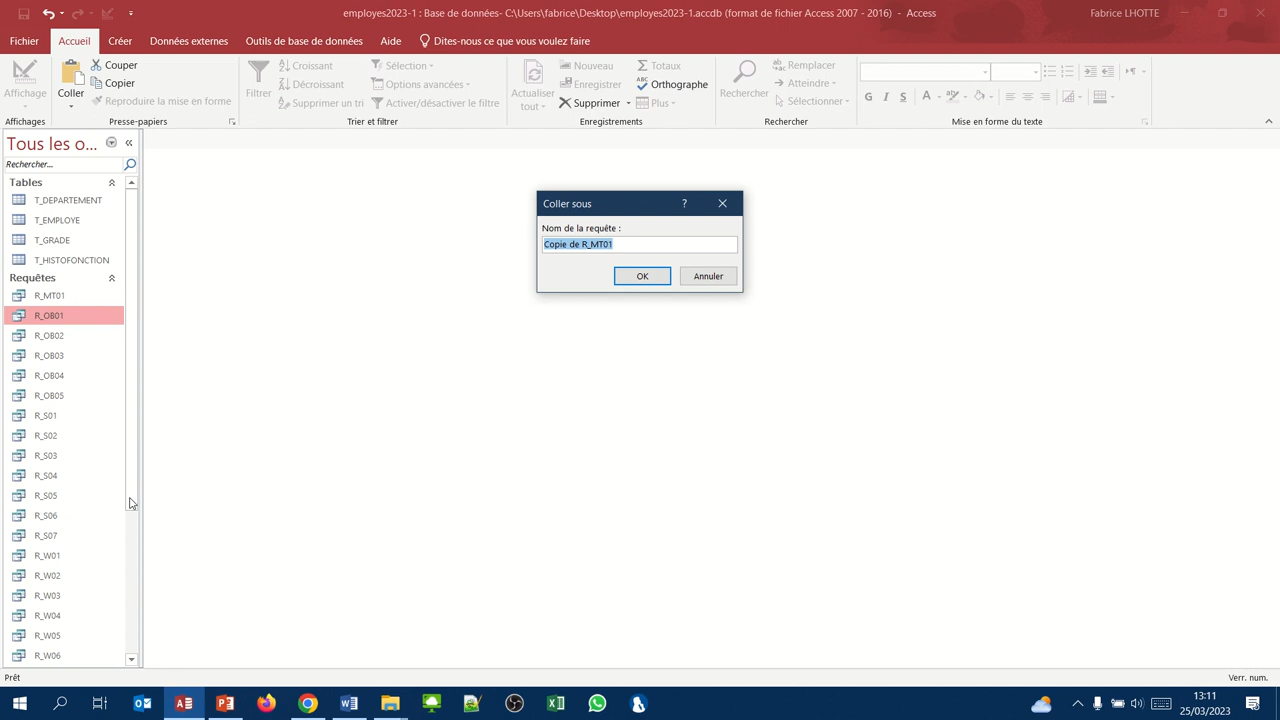 employes2023-1 : Base de données- C:\Users\fabrice\Desktop\employes2023-1.accdb (format de fichier Access 2007 - 2016) - Access
Fabrice LHOTTE
Fichier Accueil Créer Données externes Outils de base de données Aide Dites-nous ce que vous voulez faire
Affichage
Coller
Couper
Copier
Reproduire la mise en forme
Filtrer
Croissant
Décroissant
Supprimer un tri
Sélection
Options avancées
Activer/désactiver le filtre
Actualiser
tout
Nouveau
Enregistrer
Supprimer
Totaux
Orthographe
Plus
Rechercher
Remplacer
Atteindre
Sélectionner
G I S A
Affichages
Presse-papiers
Trier et filtrer
Enregistrements
Rechercher
Mise en forme du texte
Tous les o...
Rechercher...
Tables
T_DEPARTEMENT
T_EMPLOYE
T_GRADE
T_HISTOFONCTION
Requêtes
R_MT01
R_OB01
R_OB02
R_OB03
R_OB04
R_OB05
R_S01
R_S02
R_S03
R_S04
R_S05
R_S06
R_S07
R_W01
R_W02
R_W03
R_W04
R_W05
R_W06
Coller sous
?
Nom de la requête :
Copie de R_MT01
OK
Annuler
Prêt
Verr. num.
13:11
25/03/2023